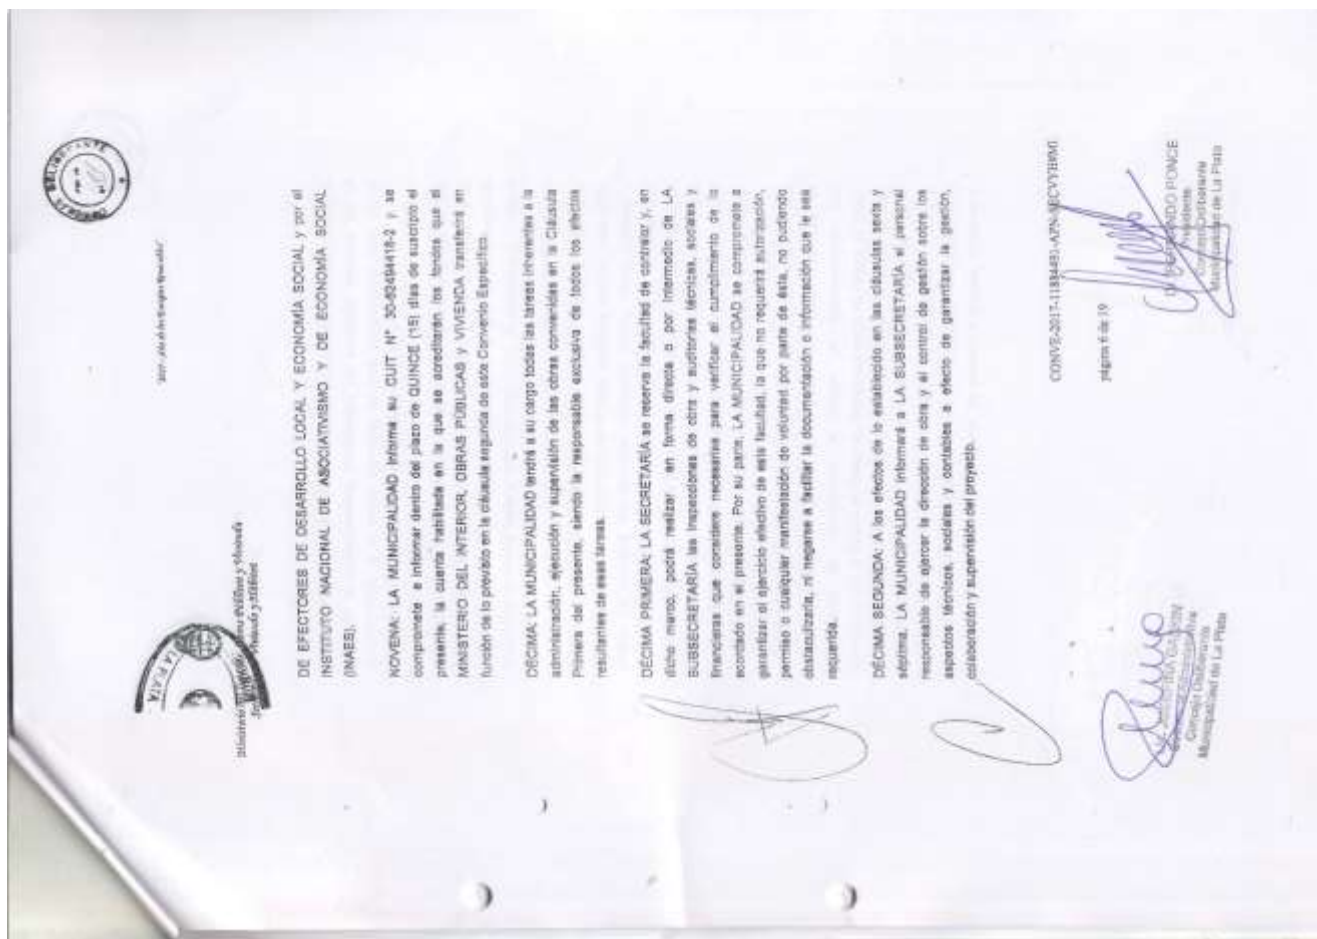 DELIBERANTE
LA PLATA
DE EFECTORES DE DESARROLLO LOCAL Y ECONOMÍA SOCIAL y por el
INSTITUTO NACIONAL DE ASOCIATIVISMO Y DE ECONOMÍA SOCIAL
(INAES).
NOVENA: LA MUNICIPALIDAD informa su CUIT N° y se
compromete a informar dentro del plazo de QUINCE (15) días de suscripto el
presente, la cuenta habilitada en la que se acreditarán los fondos que el
MINISTERIO DEL INTERIOR, OBRAS PÚBLICAS y VIVIENDA transferirá en
función de lo previsto en la cláusula segunda de este Convenio Específico.
DÉCIMA: LA MUNICIPALIDAD tendrá a su cargo todas las tareas inherentes a la
administración, ejecución y supervisión de las obras convenidas en la Cláusula
Primera del presente, siendo la responsable exclusiva de todos los efectos
resultantes de esas tareas.
DÉCIMA PRIMERA: LA SECRETARÍA se reserva la facultad de contralor y, en
dicho marco, podrá realizar en forma directa o por intermedio de LA
SUBSECRETARÍA las inspecciones de obra y auditorías técnicas, sociales y
financieras que considere necesarias para verificar el cumplimiento de lo
acordado en el presente. Por su parte, LA MUNICIPALIDAD se compromete a
garantizar el ejercicio efectivo de esta facultad, la que no requerirá autorización,
permiso o cualquier manifestación de voluntad por parte de ésta, no pudiendo
obstaculizarla, ni negarse a facilitar la documentación o información que le sea
requerida.
DÉCIMA SEGUNDA: A los efectos de lo establecido en las cláusulas sexta y
séptima, LA MUNICIPALIDAD informará a LA SUBSECRETARÍA el personal
responsable de ejercer la dirección de obra y el control de gestión sobre los
aspectos técnicos, sociales y contables a efecto de garantizar la gestión,
colaboración y supervisión del proyecto.
página 6 de 19
PONCE
Presidente
Concejo Deliberante
Municipalidad de La Plata
Concejo Deliberante
Municipalidad de La Plata